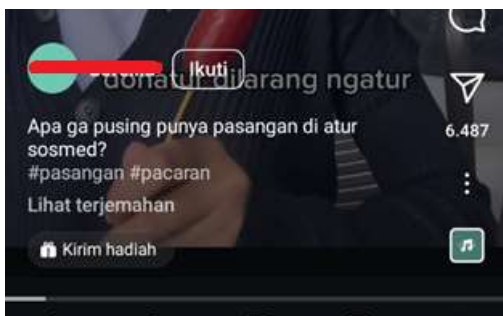 Ikuti
donatur dilarang ngatur
Apa ga pusing punya pasangan di atur
sosmed?
#pasangan #pacaran
6.487
Lihat terjemahan
Kirim hadiah